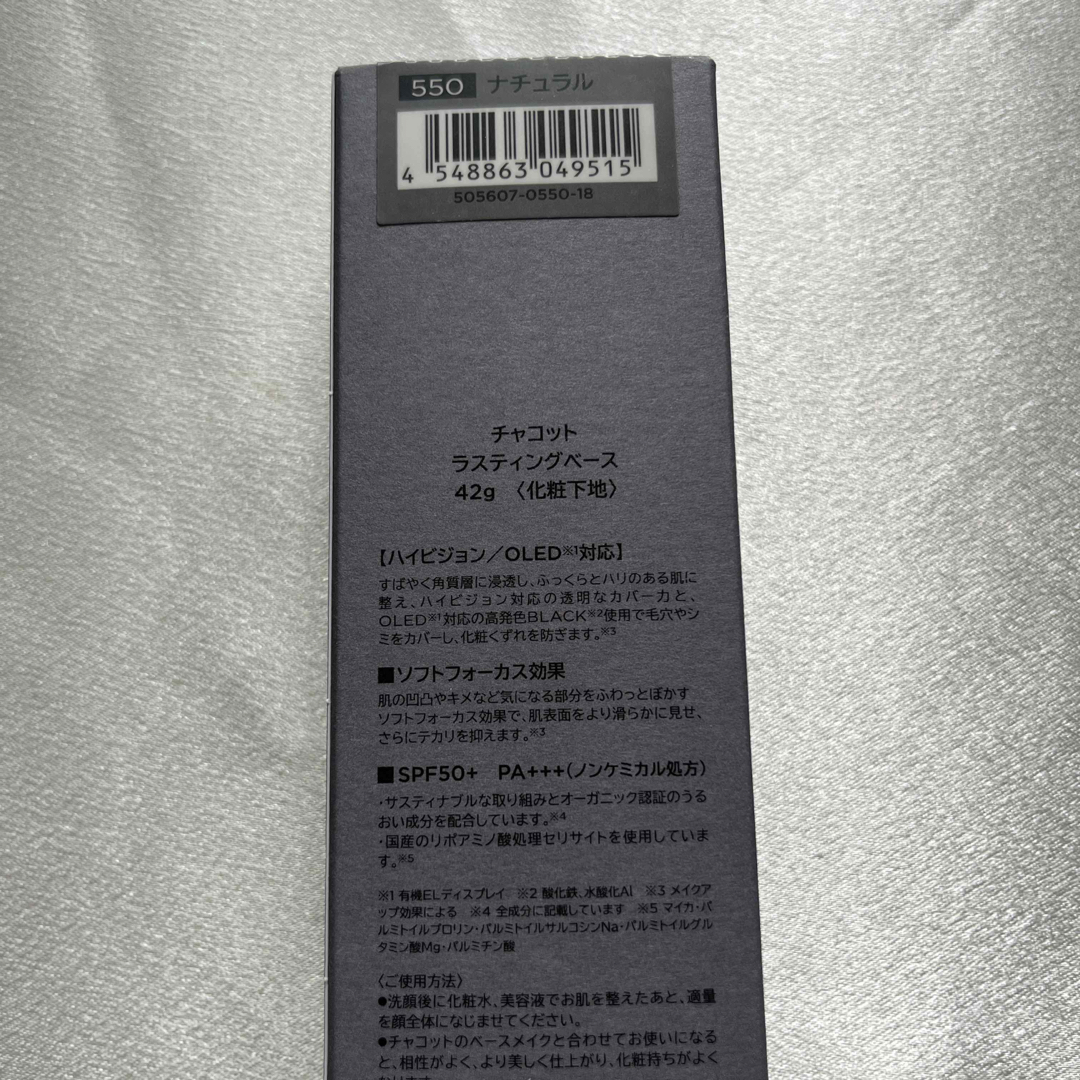 550 ナチュラル
4 548863 049515
505607-0550-18
チャコット
ラスティングベース
42g 〈化粧下地〉
【ハイビジョン／OLED※1対応】
すばやく角質層に浸透し、ふっくらとハリのある肌に
整え、ハイビジョン対応の透明なカバー力と、
OLED※1対応の高発色BLACK※2使用で毛穴やシ
ミをカバーし、化粧くずれを防ぎます。※3
■ソフトフォーカス効果
肌の凹凸やキメなど気になる部分をふわっとぼかす
ソフトフォーカス効果で、肌表面をより滑らかに見せ、
さらにテカリを抑えます。※3
■SPF50+ PA+++（ノンケミカル処方）
・サスティナブルな取り組みとオーガニック認証のうる
おい成分を配合しています。※4
・国産のリポアミノ酸処理セリサイトを使用していま
す。※5
※1 有機ELディスプレイ ※2 酸化鉄、水酸化Al ※3 メイクア
ップ効果による ※4 全成分に記載しています ※5 マイカ・パ
ルミトイルプロリン・パルミトイルサルコシンNa・パルミトイルグル
タミン酸Mg・パルミチン酸
〈ご使用方法〉
●洗顔後に化粧水、美容液でお肌を整えたあと、適量
を顔全体になじませてください。
●チャコットのベースメイクと合わせてお使いになる
と、相性がよく、より美しく仕上がり、化粧持ちがよく